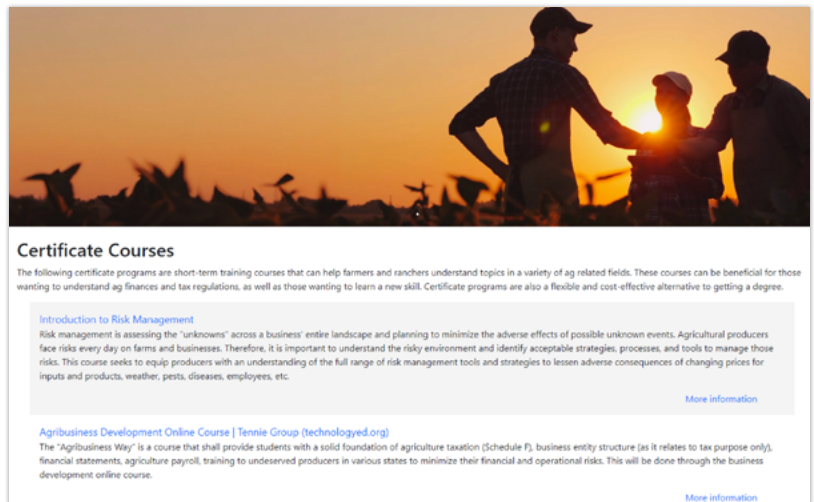 Certificate Courses
The following certificate programs are short-term training courses that can help farmers and ranchers understand topics in a variety of ag related fields. These courses can be beneficial for those
wanting to understand ag finances and tax regulations, as well as those wanting to learn a new skill. Certificate programs are also a flexible and cost-effective alternative to getting a degree.
Introduction to Risk Management
Risk management is assessing the "unknowns" across a business' entire landscape and planning to minimize the adverse effects of possible unknown events. Agricultural producers
face risks every day on farms and businesses. Therefore, it is important to understand the risky environment and identify acceptable strategies, processes, and tools to manage those
risks. This course seeks to equip producers with an understanding of the full range of risk management tools and strategies to lessen adverse consequences of changing prices for
inputs and products, weather, pests, diseases, employees, etc.
More information
Agribusiness Development Online Course | Tennie Group (technologyed.org)
The "Agribusiness Way" is a course that shall provide students with a solid foundation of agriculture taxation (Schedule F), business entity structure (as it relates to tax purpose only),
financial statements, agriculture payroll, training to undeserved producers in various states to minimize their financial and operational risks. This will be done through the business
development online course.
More information